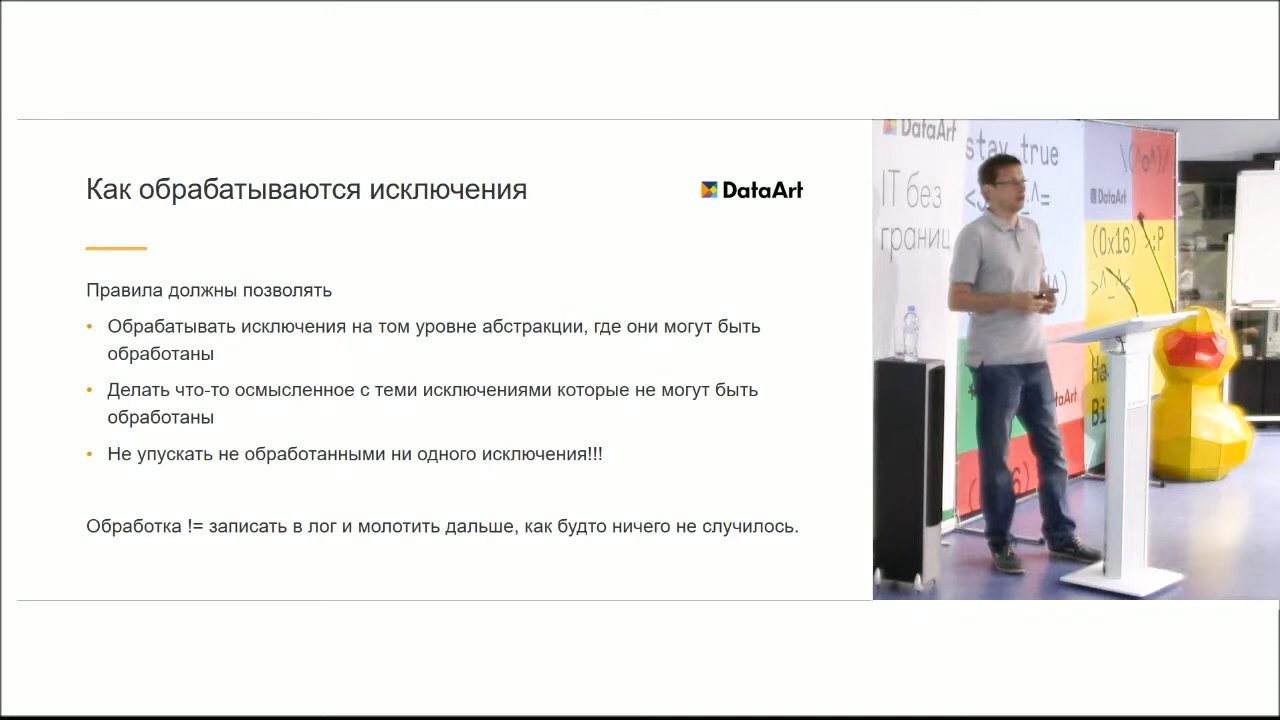 Как обрабатываются исключения
DataArt
Правила должны позволять
• Обрабатывать исключения на том уровне абстракции, где они могут быть
обработаны
• Делать что-то осмысленное с теми исключениями которые не могут быть
обработаны
• Не упускать не обработанными ни одного исключения!!!
Обработка != записать в лог и молотить дальше, как будто ничего не случилось.
DataArt
IT без
границ
stay true
\(^o^)/
DataArt
(0x16) >:P
>^_^<
DataArt